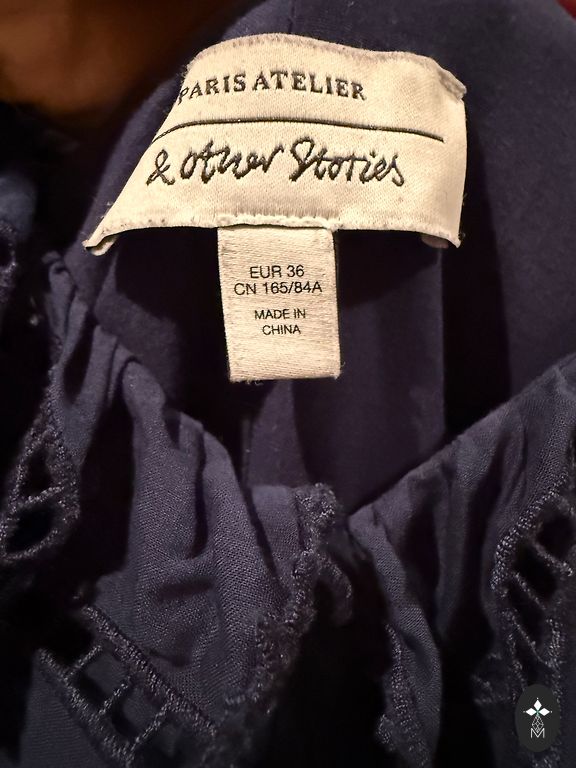 PARIS ATELIER
& Other Stories
EUR 36
CN 165/84A
MADE IN
CHINA